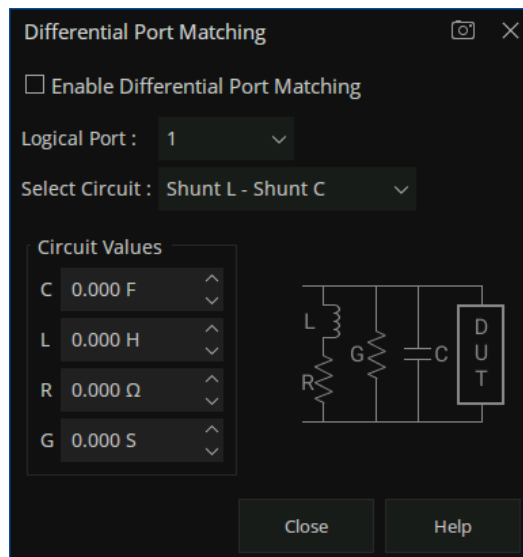 Differential Port Matching
Enable Differential Port Matching
Logical Port : 1
Select Circuit : Shunt L - Shunt C
Circuit Values
C 0.000 F
L 0.000 H
R 0.000 Ω
G 0.000 S
L
R
G
C
DUT
Close Help